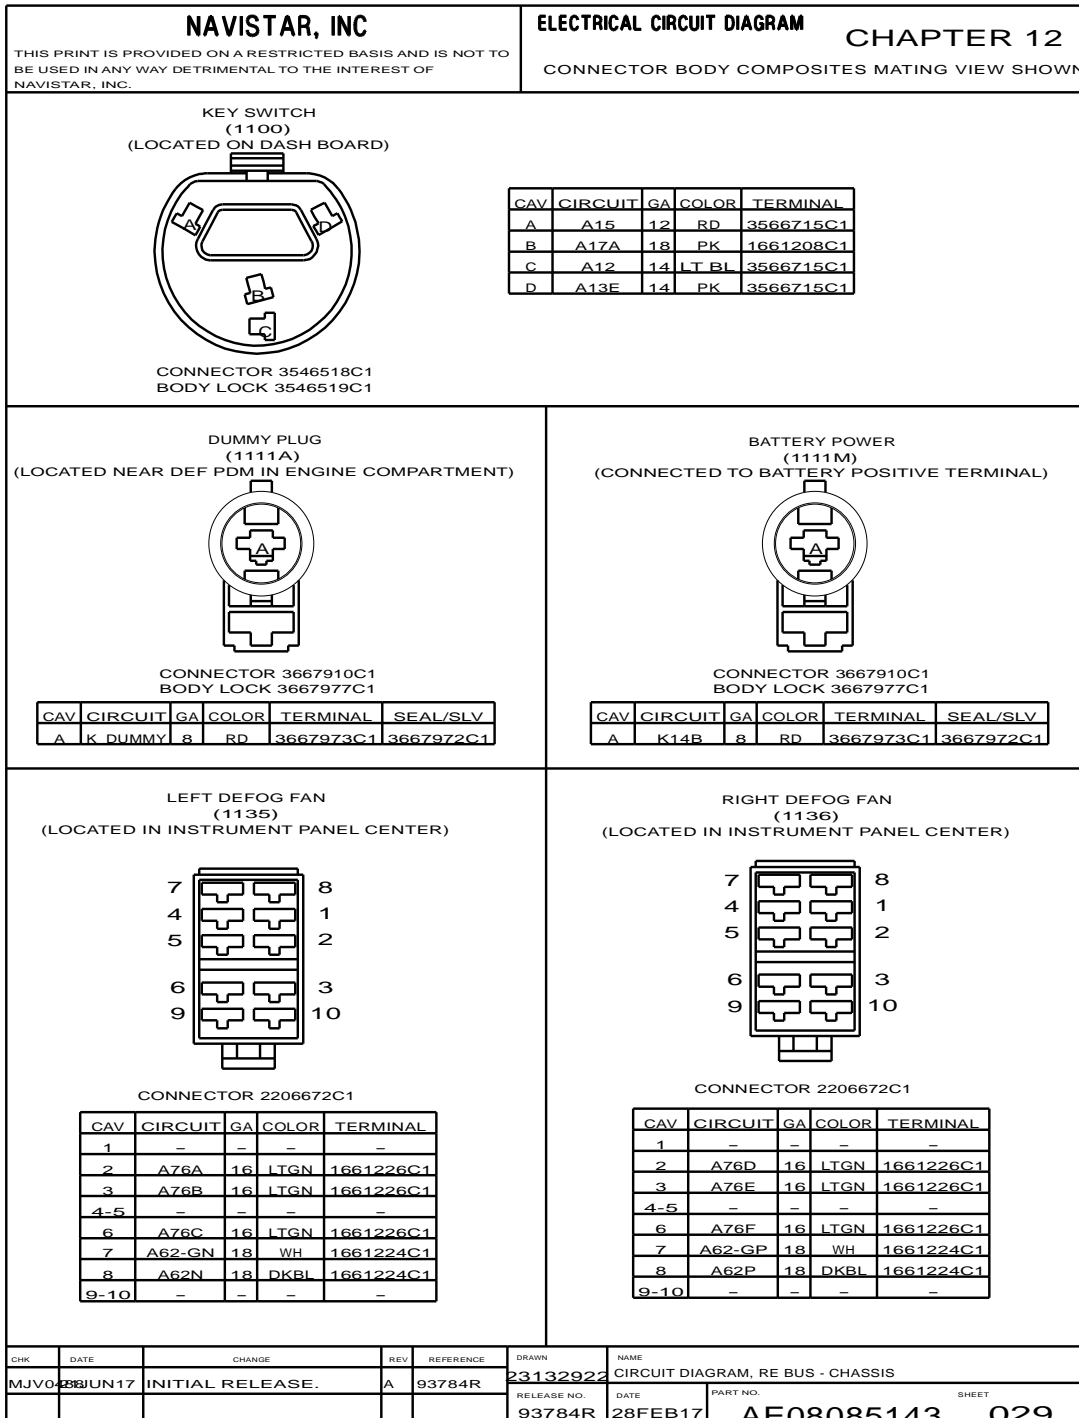 NAVISTAR, INC
THIS PRINT IS PROVIDED ON A RESTRICTED BASIS AND IS NOT TO
BE USED IN ANY WAY DETRIMENTAL TO THE INTEREST OF
NAVISTAR, INC.
ELECTRICAL CIRCUIT DIAGRAM
CHAPTER 12
CONNECTOR BODY COMPOSITES MATING VIEW SHOWN
KEY SWITCH
(1100)
(LOCATED ON DASH BOARD)
A
D
B
C
CONNECTOR 3546518C1
BODY LOCK 3546519C1
CAV CIRCUIT GA COLOR TERMINAL
A A15 12 RD 3566715C1
B A17A 18 PK 1661208C1
C A12 14 LT BL 3566715C1
D A13E 14 PK 3566715C1
DUMMY PLUG
(1111A)
(LOCATED NEAR DEF PDM IN ENGINE COMPARTMENT)
A
CONNECTOR 3667910C1
BODY LOCK 3667977C1
CAV CIRCUIT GA COLOR TERMINAL SEAL/SLV
A K DUMMY 8 RD 3667973C1 3667972C1
BATTERY POWER
(1111M)
(CONNECTED TO BATTERY POSITIVE TERMINAL)
A
CONNECTOR 3667910C1
BODY LOCK 3667977C1
CAV CIRCUIT GA COLOR TERMINAL SEAL/SLV
A K14B 8 RD 3667973C1 3667972C1
LEFT DEFOG FAN
(1135)
(LOCATED IN INSTRUMENT PANEL CENTER)
7 8
4 1
5 2
6 3
9 10
CONNECTOR 2206672C1
CAV CIRCUIT GA COLOR TERMINAL
1 – – – –
2 A76A 16 LTGN 1661226C1
3 A76B 16 LTGN 1661226C1
4-5 – – – –
6 A76C 16 LTGN 1661226C1
7 A62-GN 18 WH 1661224C1
8 A62N 18 DKBL 1661224C1
9-10 – – – –
RIGHT DEFOG FAN
(1136)
(LOCATED IN INSTRUMENT PANEL CENTER)
7 8
4 1
5 2
6 3
9 10
CONNECTOR 2206672C1
CAV CIRCUIT GA COLOR TERMINAL
1 – – – –
2 A76D 16 LTGN 1661226C1
3 A76E 16 LTGN 1661226C1
4-5 – – – –
6 A76F 16 LTGN 1661226C1
7 A62-GP 18 WH 1661224C1
8 A62P 18 DKBL 1661224C1
9-10 – – – –
CHK DATE CHANGE REV REFERENCE
INITIAL RELEASE. A 93784R
DRAWN NAME
23132922 CIRCUIT DIAGRAM, RE BUS - CHASSIS
RELEASE NO. DATE PART NO. SHEET
93784R 28FEB17 AE08085143 029